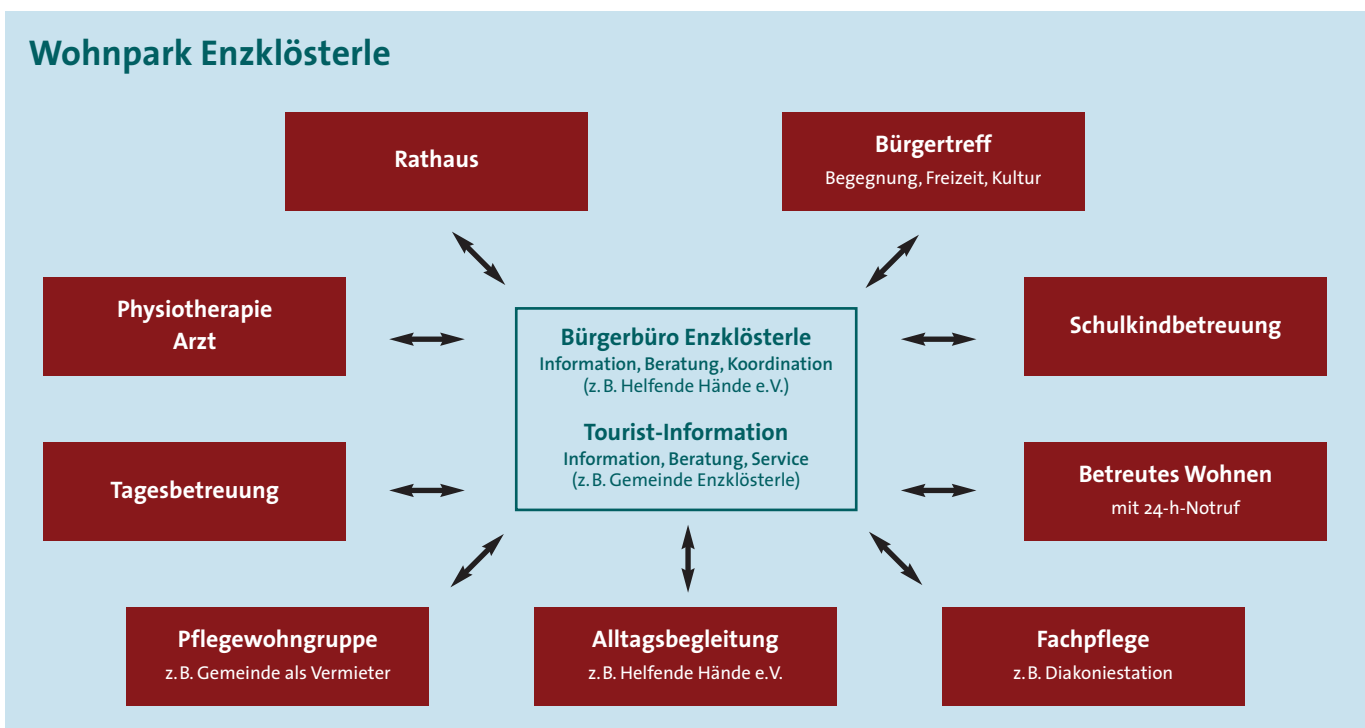 Wohnpark Enzklösterle
Rathaus
Bürgertreff
Begegnung, Freizeit, Kultur
Physiotherapie
Arzt
Bürgerbüro Enzklösterle
Information, Beratung, Koordination
(z. B. Helfende Hände e.V.)
Tourist-Information
Information, Beratung, Service
(z. B. Gemeinde Enzklösterle)
Schulkindbetreuung
Tagesbetreuung
Betreutes Wohnen
mit 24-h-Notruf
Pflegewohngruppe
z. B. Gemeinde als Vermieter
Alltagsbegleitung
z. B. Helfende Hände e.V.
Fachpflege
z. B. Diakoniestation